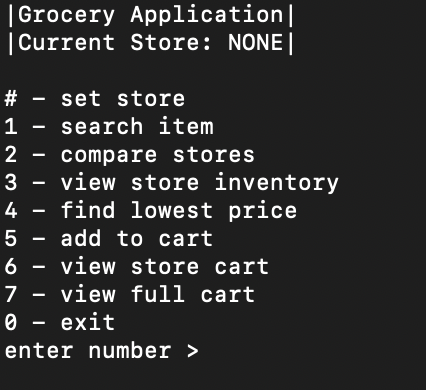 |Grocery Application|
|Current Store: NONE|
# – set store
1 – search item
2 – compare stores
3 – view store inventory
4 – find lowest price
5 – add to cart
6 – view store cart
7 – view full cart
0 – exit
enter number >